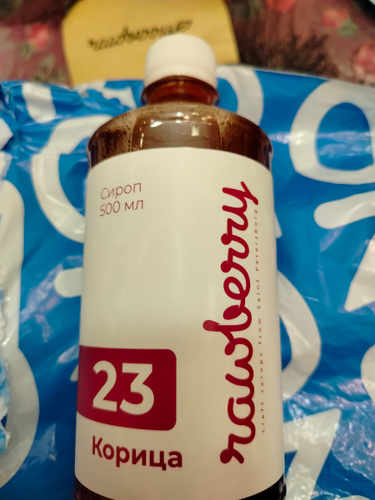 rawberry
Сироп
500 мл
rawberry
craft syrups from Saint Petersburg
23
Корица